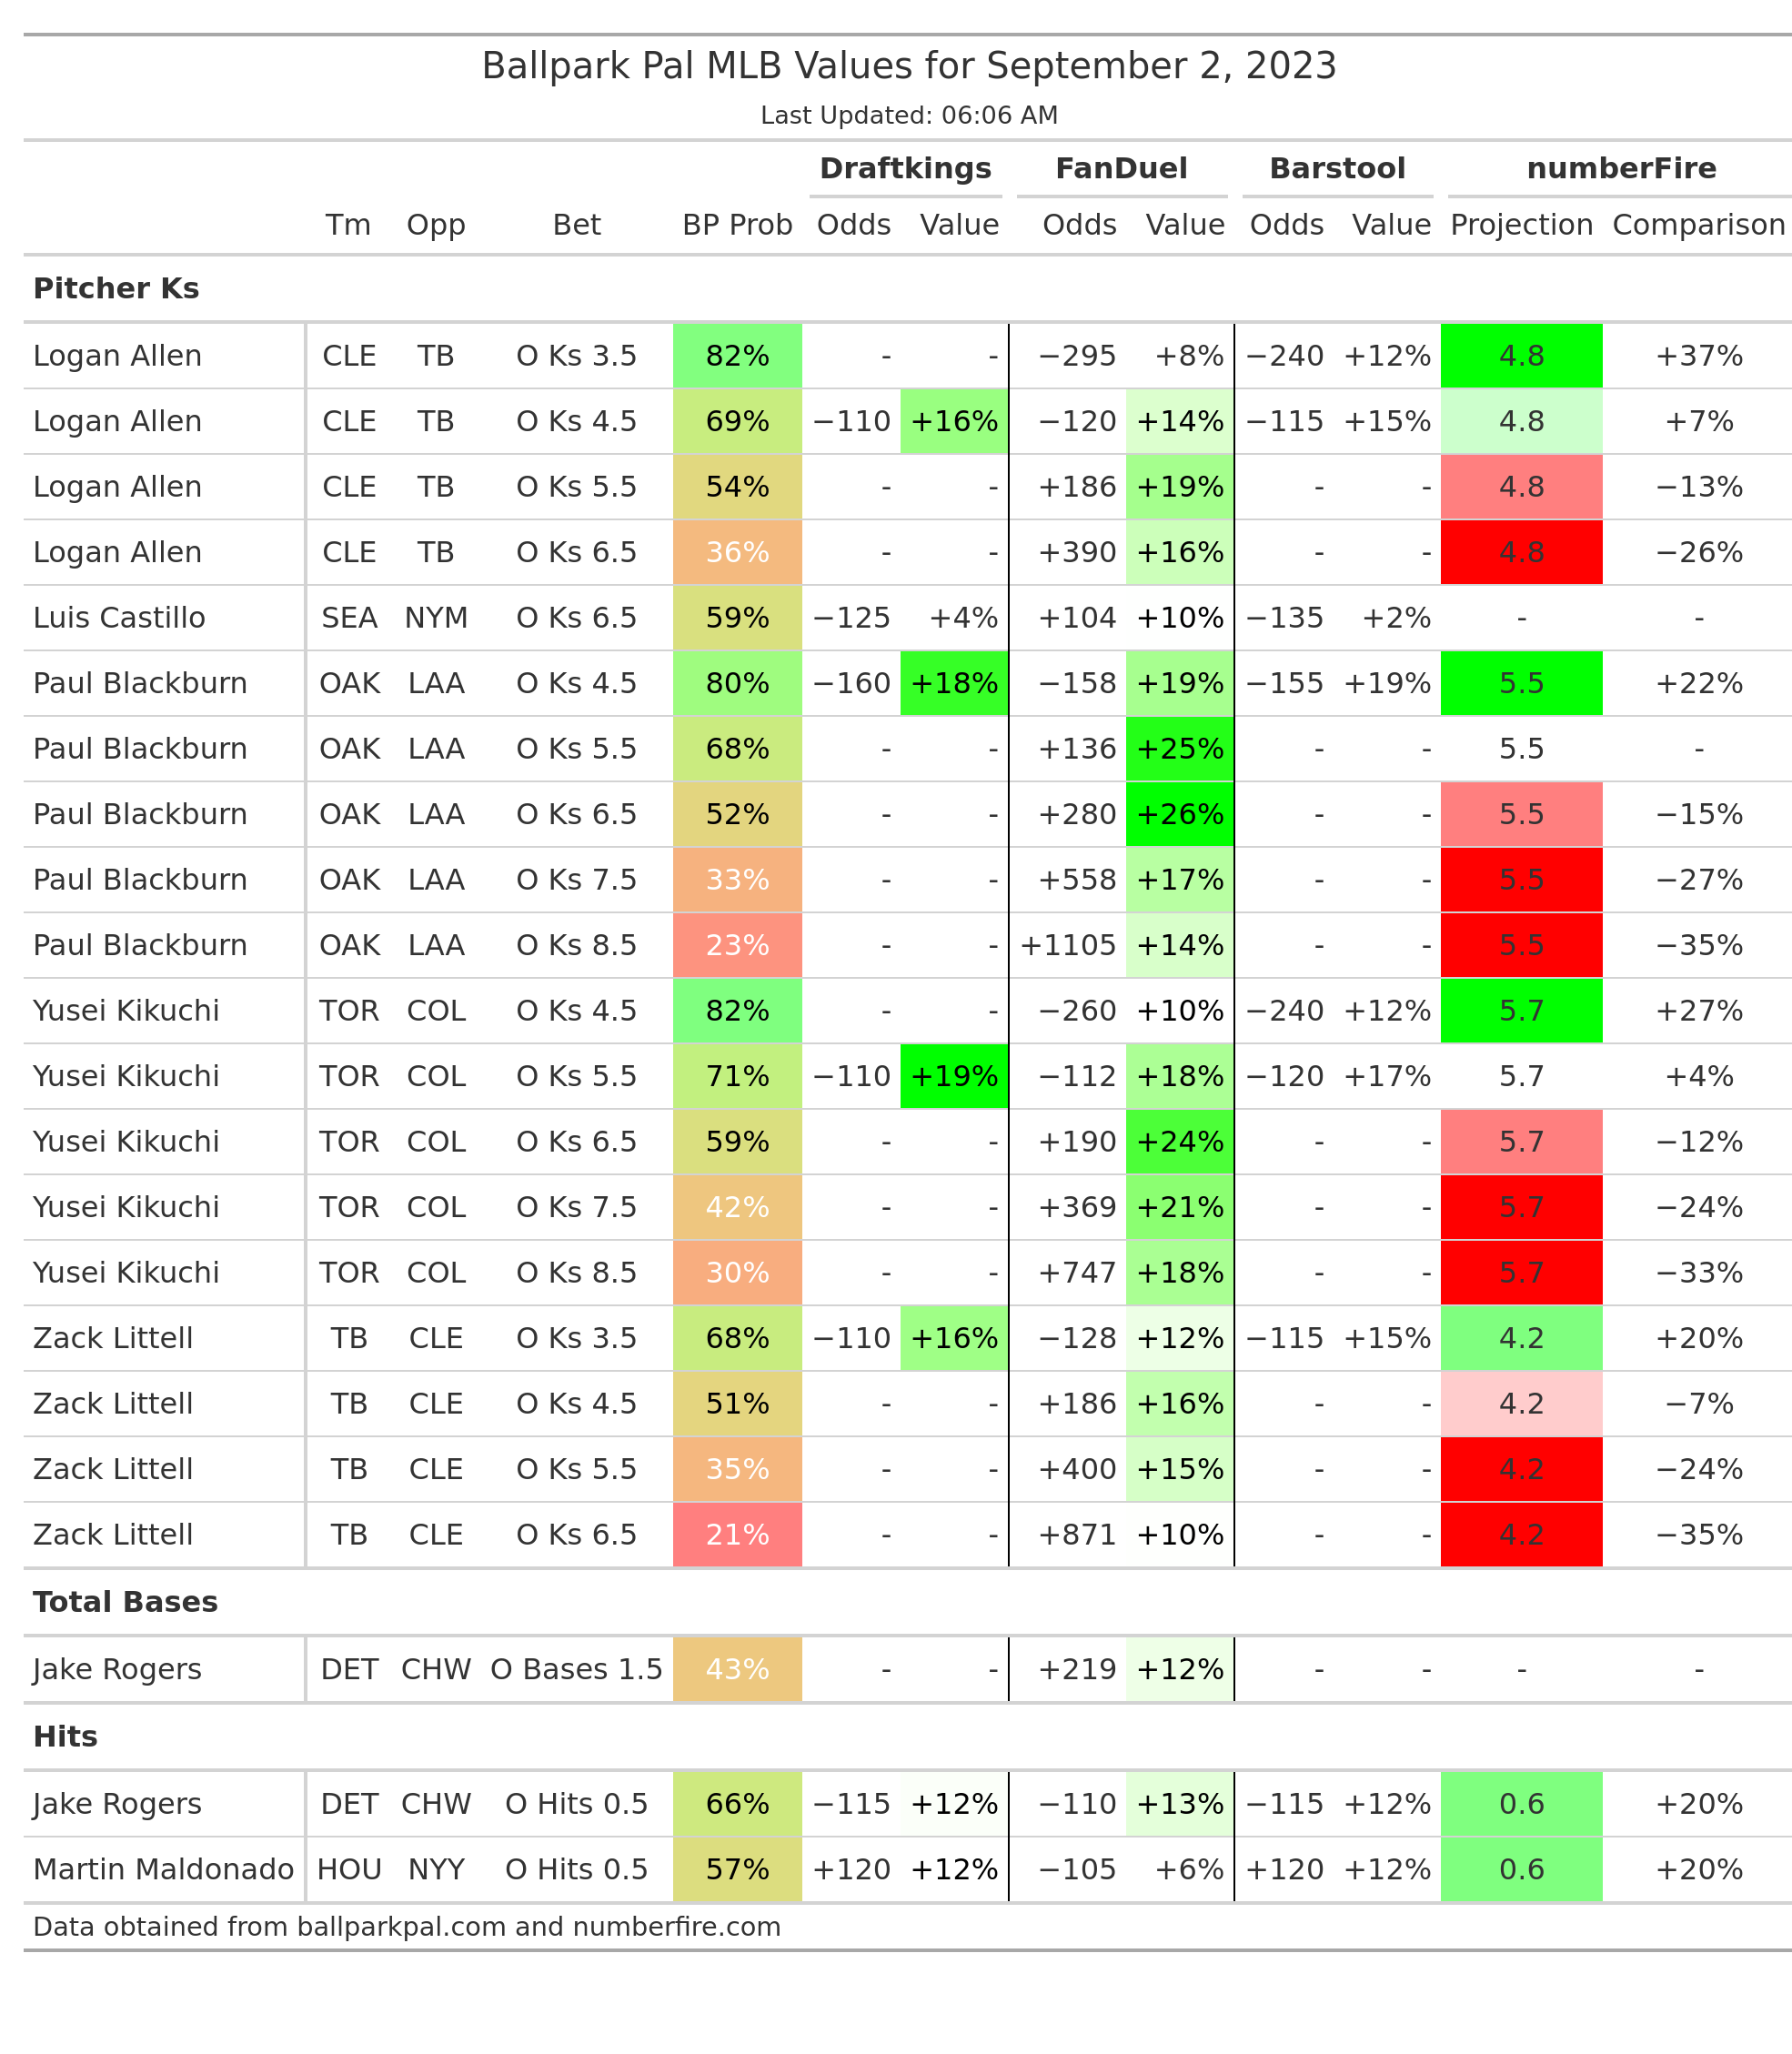 Ballpark Pal MLB Values for September 2, 2023
Last Updated: 06:06 AM
Draftkings FanDuel Barstool numberFire
Tm Opp Bet BP Prob Odds Value Odds Value Odds Value Projection Comparison
Pitcher Ks
Logan Allen CLE TB O Ks 3.5 82% - - −295 +8% −240 +12% 4.8 +37%
Logan Allen CLE TB O Ks 4.5 69% −110 +16% −120 +14% −115 +15% 4.8 +7%
Logan Allen CLE TB O Ks 5.5 54% - - +186 +19% - - 4.8 −13%
Logan Allen CLE TB O Ks 6.5 36% - - +390 +16% - - 4.8 −26%
Luis Castillo SEA NYM O Ks 6.5 59% −125 +4% +104 +10% −135 +2% - -
Paul Blackburn OAK LAA O Ks 4.5 80% −160 +18% −158 +19% −155 +19% 5.5 +22%
Paul Blackburn OAK LAA O Ks 5.5 68% - - +136 +25% - - 5.5 -
Paul Blackburn OAK LAA O Ks 6.5 52% - - +280 +26% - - 5.5 −15%
Paul Blackburn OAK LAA O Ks 7.5 33% - - +558 +17% - - 5.5 −27%
Paul Blackburn OAK LAA O Ks 8.5 23% - - +1105 +14% - - 5.5 −35%
Yusei Kikuchi TOR COL O Ks 4.5 82% - - −260 +10% −240 +12% 5.7 +27%
Yusei Kikuchi TOR COL O Ks 5.5 71% −110 +19% −112 +18% −120 +17% 5.7 +4%
Yusei Kikuchi TOR COL O Ks 6.5 59% - - +190 +24% - - 5.7 −12%
Yusei Kikuchi TOR COL O Ks 7.5 42% - - +369 +21% - - 5.7 −24%
Yusei Kikuchi TOR COL O Ks 8.5 30% - - +747 +18% - - 5.7 −33%
Zack Littell TB CLE O Ks 3.5 68% −110 +16% −128 +12% −115 +15% 4.2 +20%
Zack Littell TB CLE O Ks 4.5 51% - - +186 +16% - - 4.2 −7%
Zack Littell TB CLE O Ks 5.5 35% - - +400 +15% - - 4.2 −24%
Zack Littell TB CLE O Ks 6.5 21% - - +871 +10% - - 4.2 −35%
Total Bases
Jake Rogers DET CHW O Bases 1.5 43% - - +219 +12% - - - -
Hits
Jake Rogers DET CHW O Hits 0.5 66% −115 +12% −110 +13% −115 +12% 0.6 +20%
Martin Maldonado HOU NYY O Hits 0.5 57% +120 +12% −105 +6% +120 +12% 0.6 +20%
Data obtained from ballparkpal.com and numberfire.com